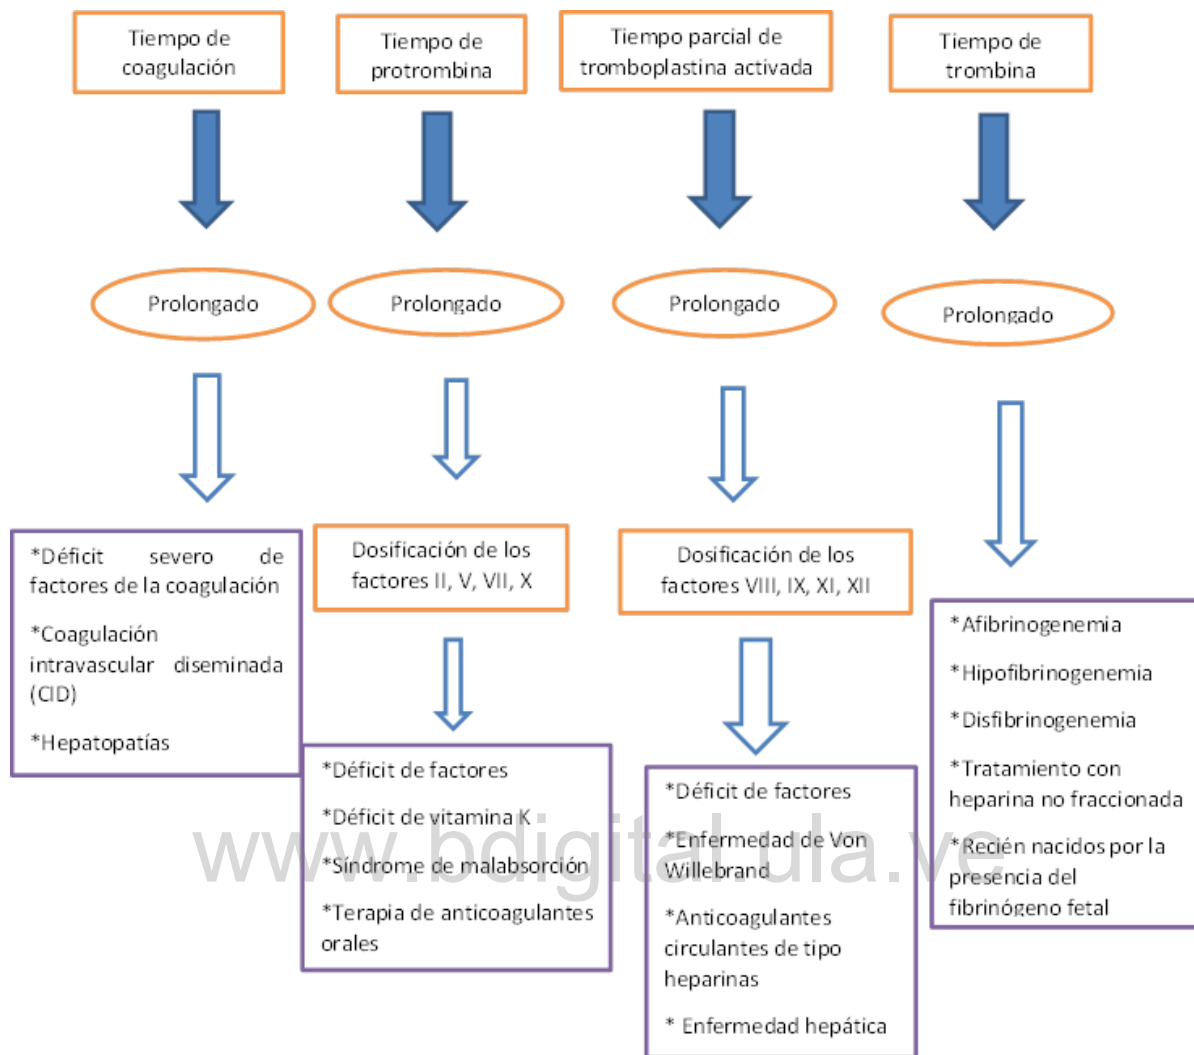 Tiempo de
coagulación
Tiempo de
protrombina
Tiempo parcial de
tromboplastina activada
Tiempo de
trombina
Prolongado
Prolongado
Prolongado
Prolongado
*Déficit severo de
factores de la coagulación
*Coagulación
intravascular diseminada
(CID)
*Hepatopatías
Dosificación de los
factores II, V, VII, X
*Déficit de factores
*Déficit de vitamina K
*Síndrome de malabsorción
*Terapia de anticoagulantes
orales
Dosificación de los
factores VIII, IX, XI, XII
*Déficit de factores
*Enfermedad de Von
Willebrand
*Anticoagulantes
circulantes de tipo
heparinas
* Enfermedad hepática
*Afibrinogenemia
*Hipofibrinogenemia
*Disfibrinogenemia
*Tratamiento con
heparina no fraccionada
*Recién nacidos por la
presencia del
fibrinógeno fetal
www.bdigital.ula.ve